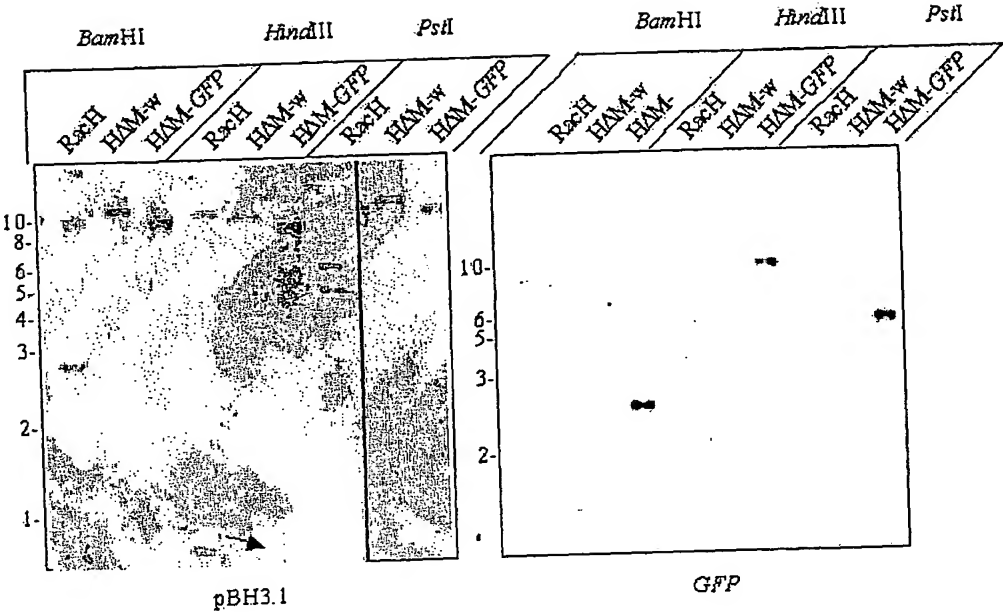 BamHI HindIII PstI
RacH HΔM-w HΔM-GFP RacH HΔM-w HΔM-GFP RacH HΔM-w HΔM-GFP
10-
8-
6-
5-
4-
3-
2-
1-
pBH3.1
BamHI HindIII PstI
RacH HΔM-w HΔM- RacH HΔM-w HΔM-GFP RacH HΔM-w HΔM-GFP
10-
6-
5-
3-
2-
GFP